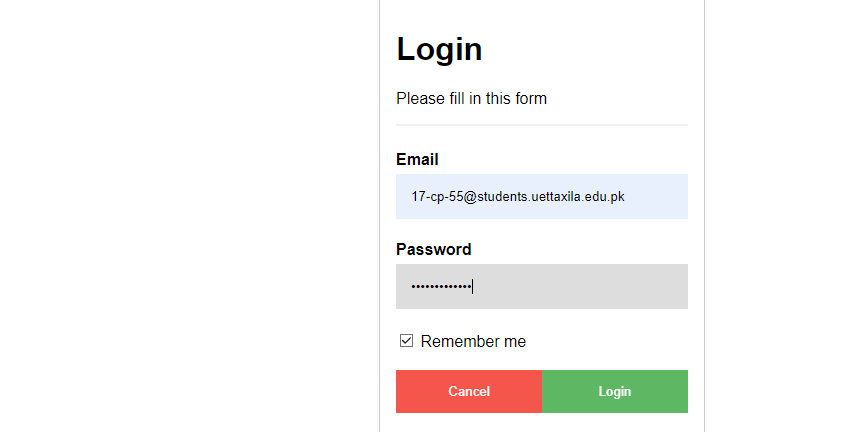 Login
Please fill in this form
Email
17-cp-55@students.uettaxila.edu.pk
Password
•••••••••••••
Remember me
Cancel Login